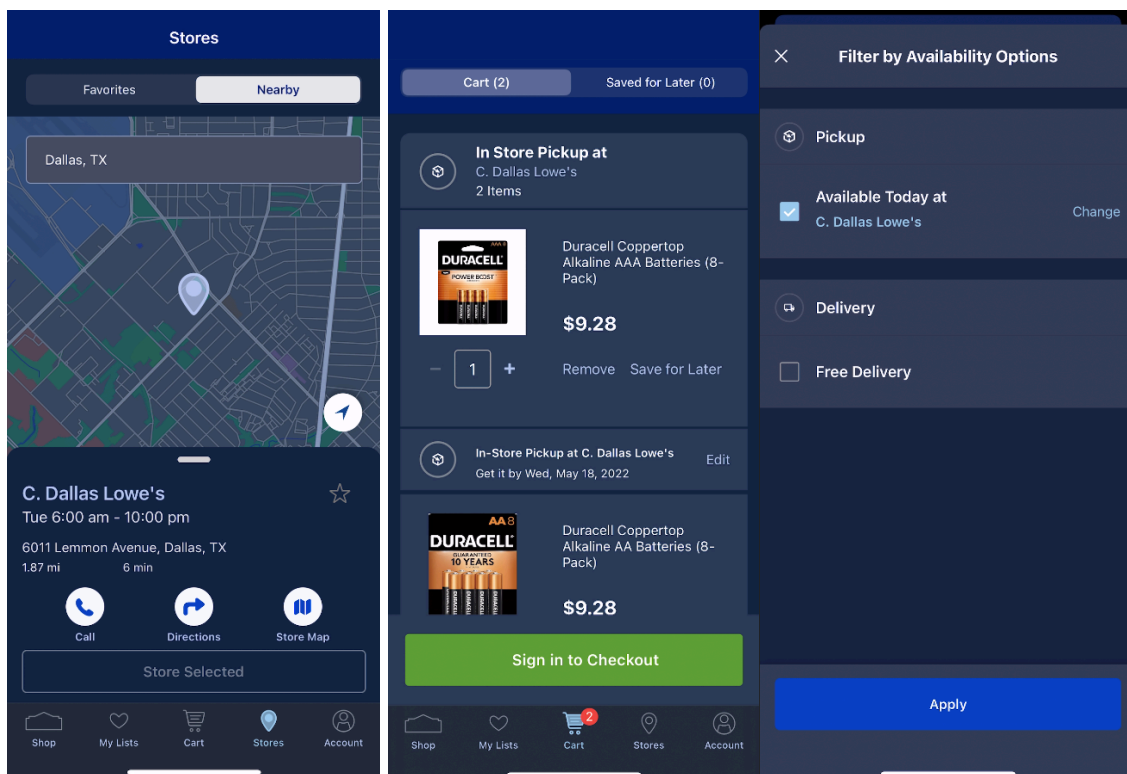 Stores
Favorites
Nearby
Dallas, TX
C. Dallas Lowe's
Tue 6:00 am - 10:00 pm
6011 Lemmon Avenue, Dallas, TX
1.87 mi 6 min
Call Directions Store Map
Store Selected
Shop My Lists Cart Stores Account
Cart (2)
Saved for Later (0)
In Store Pickup at
C. Dallas Lowe's
2 Items
AAA 8
DURACELL
POWER BOOST
Duracell Coppertop
Alkaline AAA Batteries (8-
Pack)
$9.28
1
Remove Save for Later
In-Store Pickup at C. Dallas Lowe's
Get it by Wed, May 18, 2022
Edit
AA 8
DURACELL
GUARANTEED
10 YEARS
DURACELL
Duracell Coppertop
Alkaline AA Batteries (8-
Pack)
$9.28
Sign in to Checkout
2
Shop My Lists Cart Stores Account
Filter by Availability Options
Pickup
Available Today at
C. Dallas Lowe's
Change
Delivery
Free Delivery
Apply